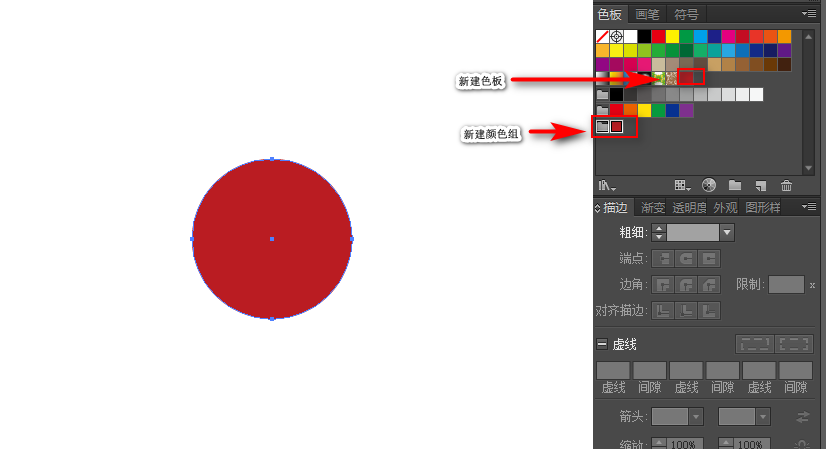 色板 画笔 符号
新建色板
新建颜色组
描边 渐变 透明度 外观 图形样
粗细:
端点:
边角: 限制: x
对齐描边:
虚线
虚线 间隙 虚线 间隙 虚线 间隙
箭头:
缩放: 100% 100%